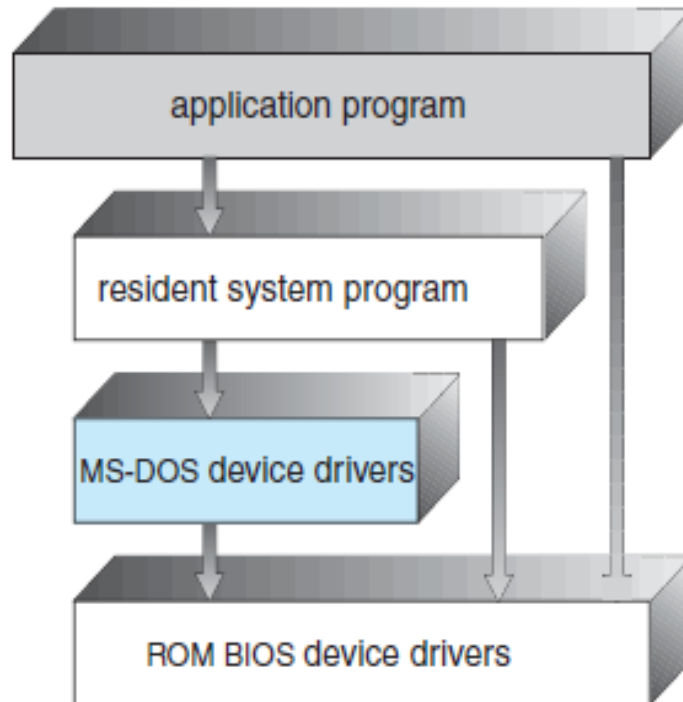 application program
resident system program
MS-DOS device drivers
ROM BIOS device drivers